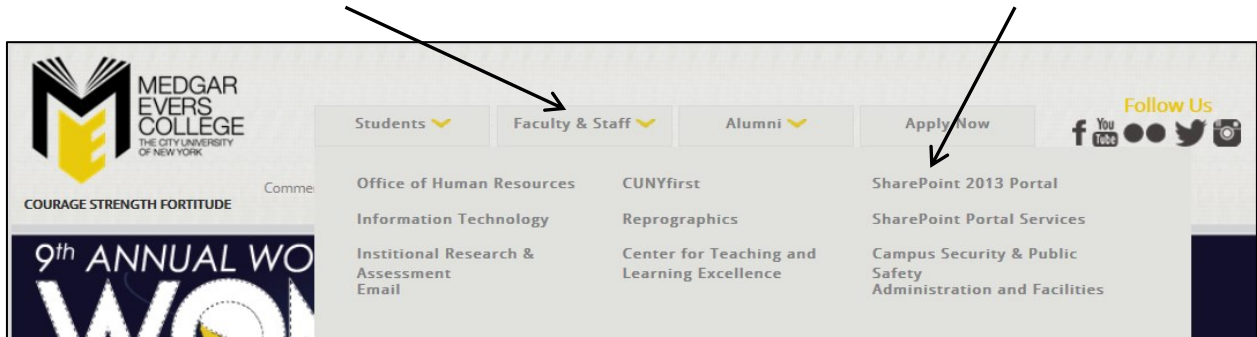 MEDGAR
EVERS
COLLEGE
THE CITY UNIVERSITY
OF NEW YORK
COURAGE STRENGTH FORTITUDE
Students
Faculty & Staff
Alumni
Apply Now
Follow Us
f You Tube
Comme
Office of Human Resources
CUNYfirst
SharePoint 2013 Portal
Information Technology
Reprographics
SharePoint Portal Services
Institional Research &
Assessment
Email
Center for Teaching and
Learning Excellence
Campus Security & Public
Safety
Administration and Facilities
9th ANNUAL WO
WO